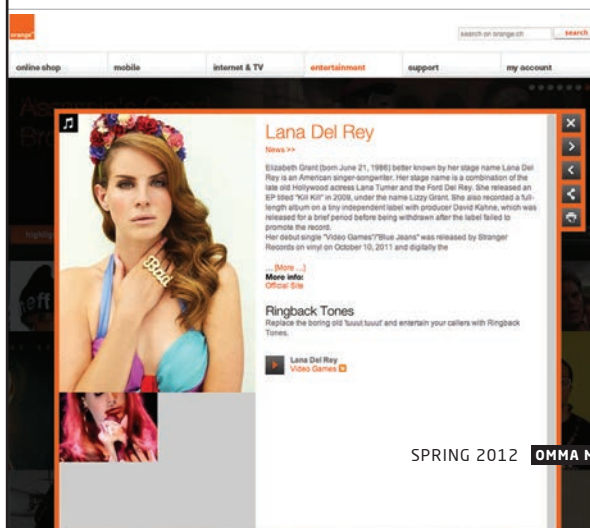 orange™
search on orange.ch search
online shop mobile internet & TV entertainment support my account
Assassin's Creed
Bro
highlig
eff
Lana Del Rey
News >>
Elizabeth Grant (born June 21, 1986) better known by her stage name Lana Del
Rey is an American singer-songwriter. Her stage name is a combination of the
late old Hollywood actress Lana Turner and the Ford Del Rey. She released an
EP titled "Kill Kill" in 2009, under the name Lizzy Grant. She also recorded a full-
length album on a tiny independent label with producer David Kahne, which was
released for a brief period before being withdrawn after the label failed to
promote the record.
Her debut single "Video Games"/"Blue Jeans" was released by Stranger
Records on vinyl on October 10, 2011 and digitally the
... [More ...]
More info:
Official Site
Ringback Tones
Replace the boring old 'tuuut tuuut' and entertain your callers with Ringback
Tones.
Lana Del Rey
Video Games
SPRING 2012 OMMA M